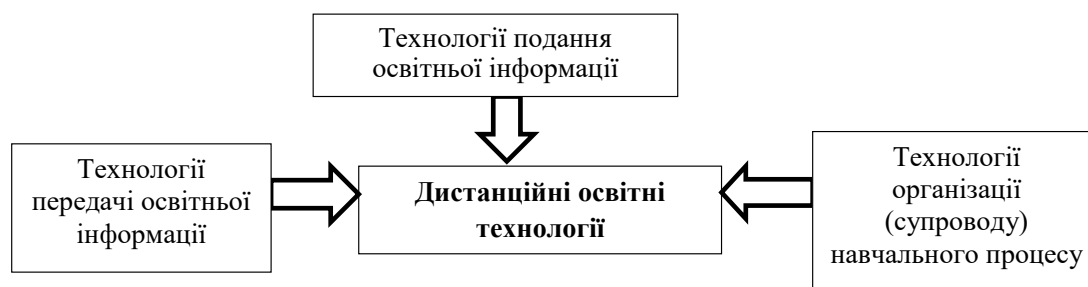 Технології подання
освітньої інформації
Технології
передачі освітньої
інформації
Дистанційні освітні
технології
Технології
організації
(супроводу)
навчального процесу